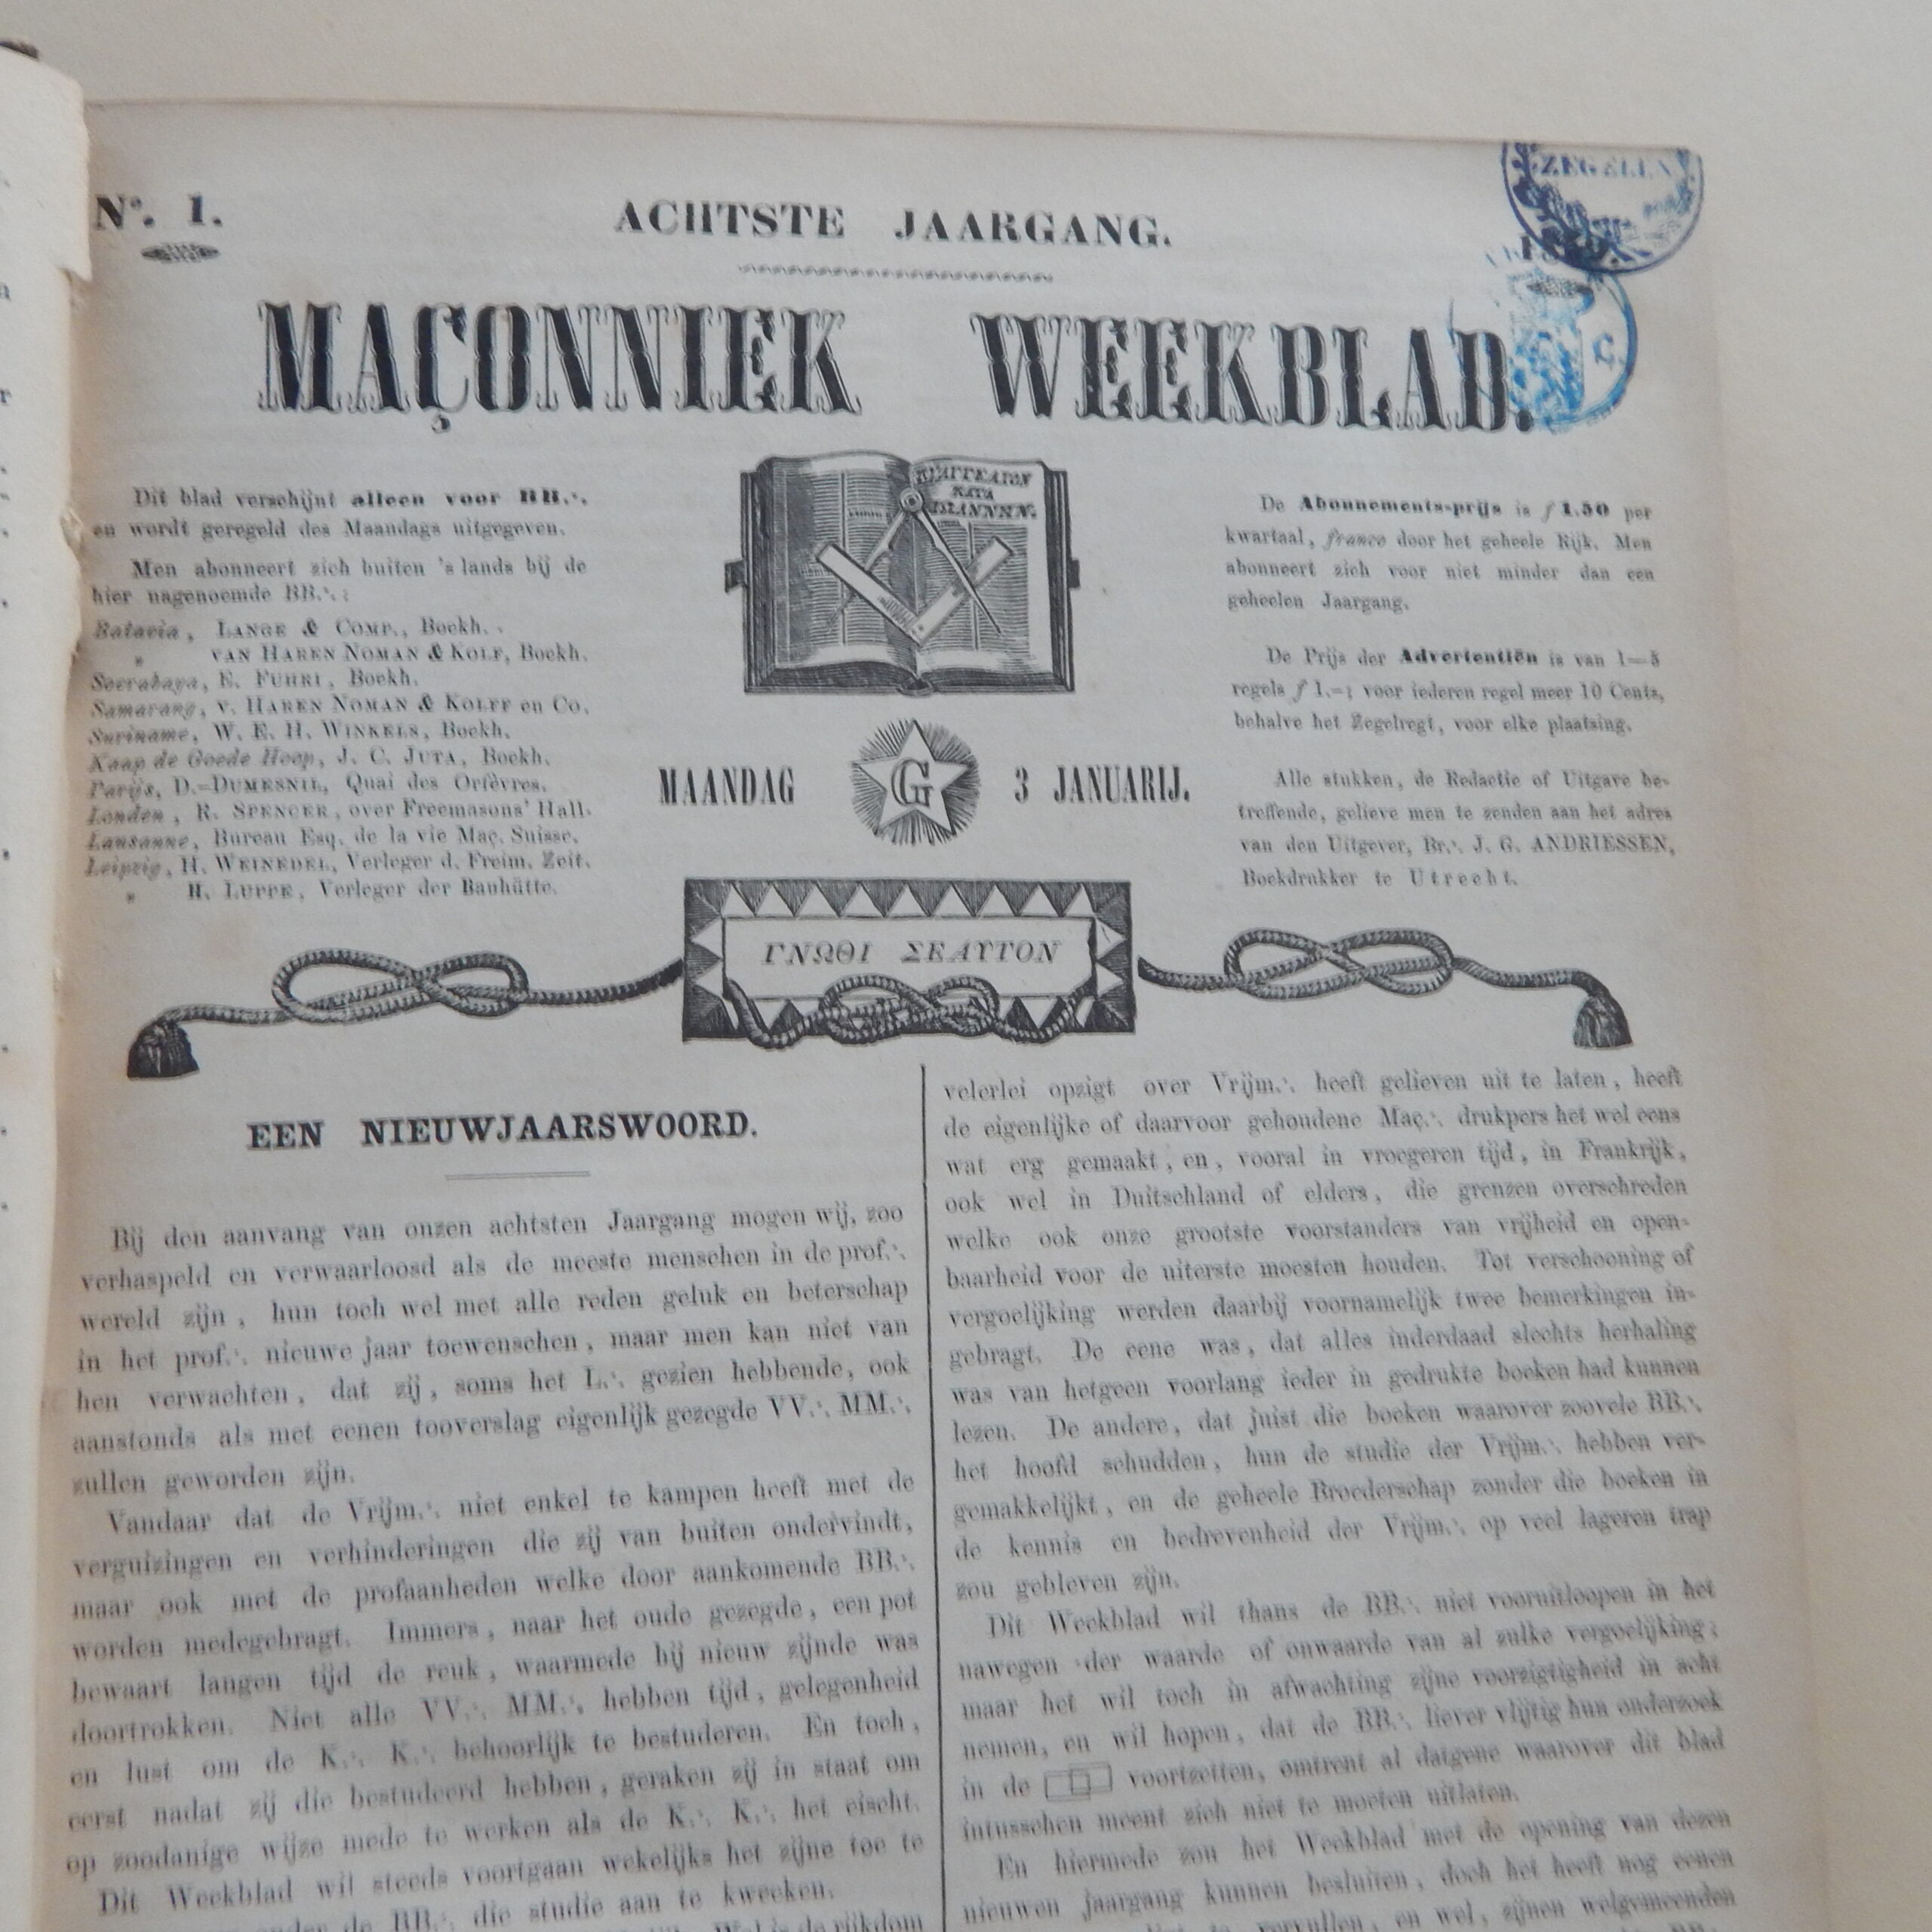 N°. 1.
ACHTSTE JAARGANG.
ZEGELEN
MAÇONNIEK WEEKBLAD.
Dit blad verschijnt alleen voor BB∴.
en wordt geregeld des Maandags uitgegeven.
Men abonneert zich buiten 's lands bij de
hier nagenoemde BB∴:
Batavia, LANGE & COMP., Boekh.
" VAN HAREN NOMAN & KOLF, Boekh.
Soerabaya, E. FUHRI, Boekh.
Samarang, V. HAREN NOMAN & KOLFF en Co.
Suriname, W. E. H. WINKELS, Boekh.
Kaap de Goede Hoop, J. C. JUTA, Boekh.
Parijs, D.-DUMESNIL, Quai des Orfèvres.
Londen, R. SPENCER, over Freemasons' Hall.
Lausanne, Bureau Esq. de la vie Maç. Suisse.
Leipzig, H. WEINEDEL, Verleger d. Freim. Zeit.
" H. LUPPE, Verleger der Bauhütte.
KATA
MAANDAG G 3 JANUARIJ.
De Abonnements-prijs is f 1.50 per
kwartaal, franco door het geheele Rijk. Men
abonneert zich voor niet minder dan een
geheelen Jaargang.
De Prijs der Advertentiën is van 1—5
regels f 1.-; voor iederen regel meer 10 Cents,
behalve het Zegelregt, voor elke plaatsing.
Alle stukken, de Redactie of Uitgave be-
treffende, gelieve men te zenden aan het adres
van den Uitgever, Br∴. J. G. ANDRIESSEN,
Boekdrukker te Utrecht.
ΓΝΩΘΙ ΣΕΑΥΤΟΝ
EEN NIEUWJAARSWOORD.
Bij den aanvang van onzen achtsten Jaargang mogen wij, zoo
verhaspeld en verwaarloosd als de meeste menschen in de prof∴.
wereld zijn, hun toch wel met alle reden geluk en beterschap
in het prof∴. nieuwe jaar toewenschen, maar men kan niet van
hen verwachten, dat zij, soms het L∴. gezien hebbende, ook
aanstonds als met eenen tooverslag eigenlijk gezegde VV∴. MM∴.
zullen geworden zijn.
Vandaar dat de Vrijm∴. niet enkel te kampen heeft met de
verguizingen en verhinderingen die zij van buiten ondervindt,
maar ook met de profaanheden welke door aankomende BB∴.
worden medegebragt. Immers, naar het oude gezegde, een pot
bewaart langen tijd de reuk, waarmede hij nieuw zijnde was
doortrokken. Niet alle VV∴. MM∴. hebben tijd, gelegenheid
en lust om de K∴. K∴. behoorlijk te bestuderen. En toch,
eerst nadat zij die bestudeerd hebben, geraken zij in staat om
op zoodanige wijze mede te werken als de K∴. K∴. het eischt.
Dit Weekblad wil steeds voortgaan wekelijks het zijne toe te
onder de BB∴. die studie aan te kweeken.
Wel is de rijkdom
velerlei opzigt over Vrijm∴. heeft gelieven uit te laten, heeft
de eigenlijke of daarvoor gehoudene Maç∴. drukpers het wel eens
wat erg gemaakt, en, vooral in vroegeren tijd, in Frankrijk,
ook wel in Duitschland of elders, die grenzen overschreden
welke ook onze grootste voorstanders van vrijheid en open-
baarheid voor de uiterste moesten houden. Tot verschooning of
vergoelijking werden daarbij voornamelijk twee bemerkingen in-
gebragt. De eene was, dat alles inderdaad slechts herhaling
was van hetgeen voorlang ieder in gedrukte boeken had kunnen
lezen. De andere, dat juist die boeken waarover zoovele BB∴.
het hoofd schudden, hun de studie der Vrijm∴. hebben ver-
gemakkelijkt, en de geheele Broederschap zonder die boeken in
de kennis en bedrevenheid der Vrijm∴. op veel lageren trap
zou gebleven zijn.
Dit Weekblad wil thans de BB∴. niet vooruitloopen in het
nawegen der waarde of onwaarde van al zulke vergoelijking;
maar het wil toch in afwachting zijne voorzigtigheid in acht
nemen, en wil hopen, dat de BB∴. liever vlijtig hun onderzoek
in de voortzetten, omtrent al datgene waarover dit blad
intusschen meent zich niet te moeten uitlaten.
En hiermede zou het Weekblad met de opening van dezen
nieuwen jaargang kunnen besluiten, doch het heeft nog eenen
te vervullen, en wel, zijnen welgemeenden